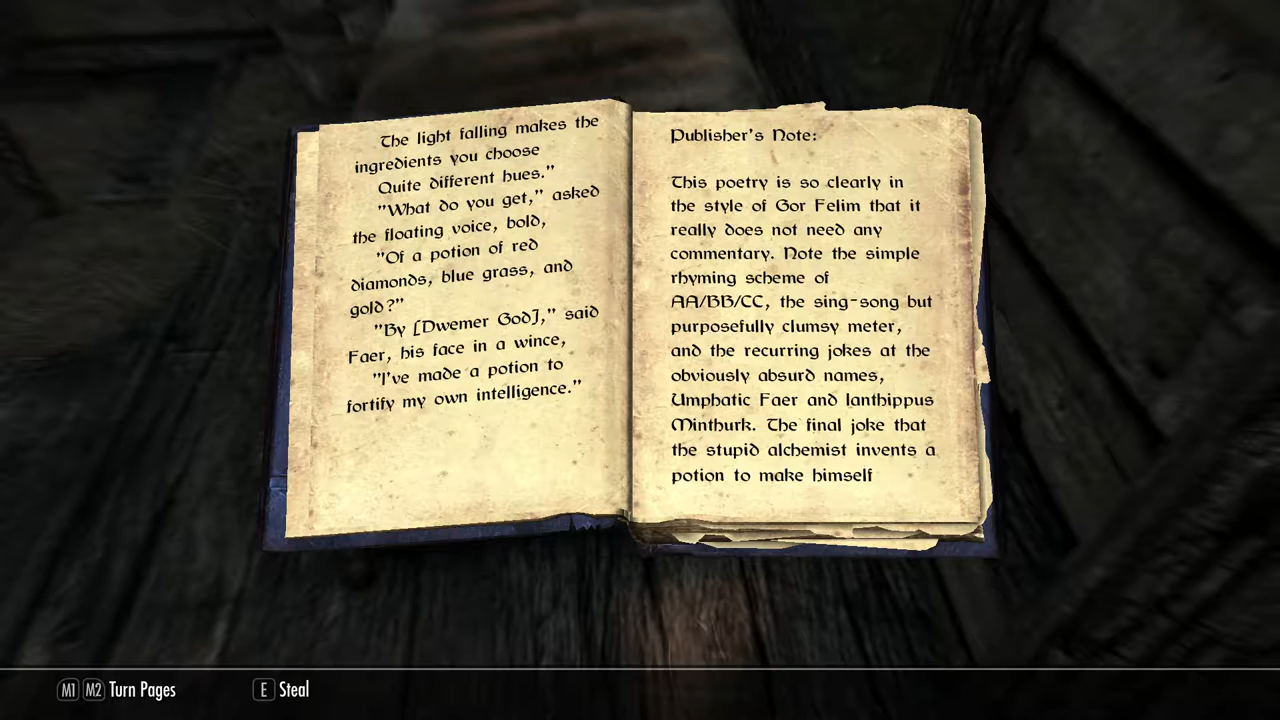 The light falling makes the
ingredients you choose
Quite different hues."
"What do you get," asked
the floating voice, bold,
"Of a potion of red
diamonds, blue grass, and
gold?"
"By [Dwemer God]," said
Faer, his face in a wince,
"I've made a potion to
fortify my own intelligence."
Publisher's Note:
This poetry is so clearly in
the style of Gor Felim that it
really does not need any
commentary. Note the simple
rhyming scheme of
AA/BB/CC, the sing-song but
purposefully clumsy meter,
and the recurring jokes at the
obviously absurd names,
Umphatic Faer and Ianthippus
Minthurk. The final joke that
the stupid alchemist invents a
potion to make himself
M1 M2 Turn Pages
E Steal